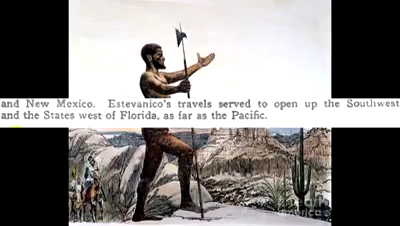 and New Mexico. Estevanico's travels served to open up the Southwest
and the States west of Florida, as far as the Pacific.